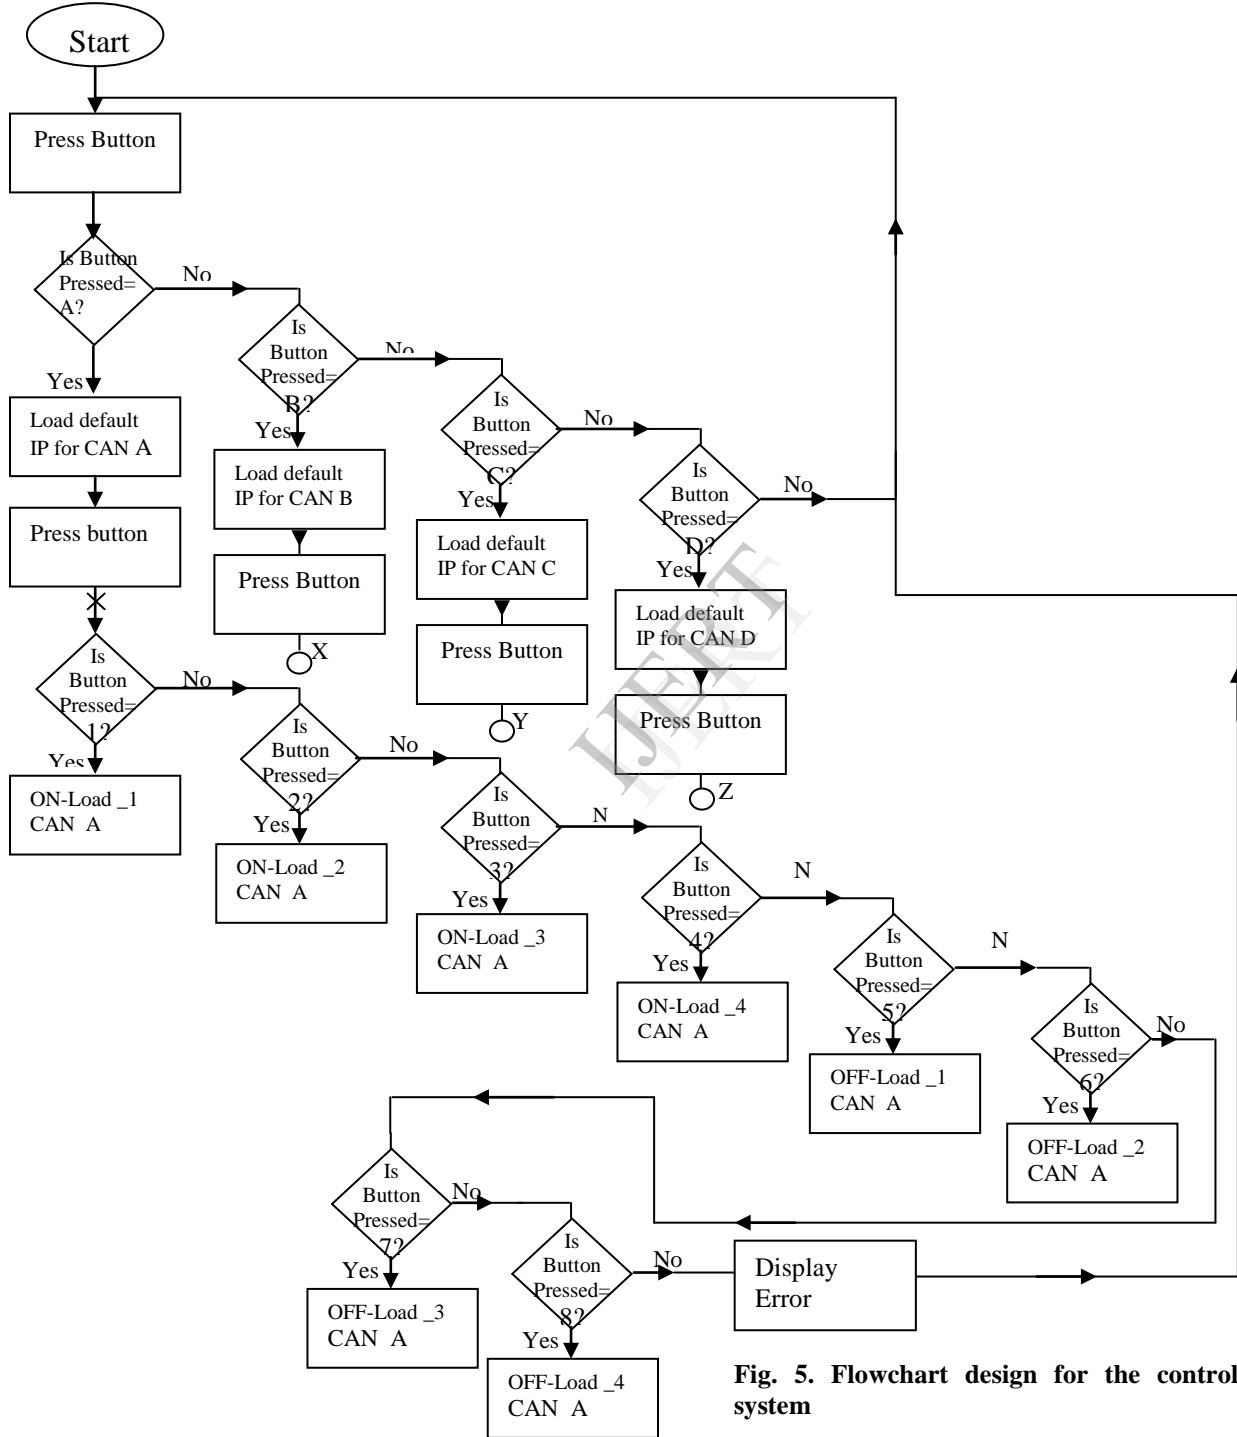 Start
Press Button
Is Button
Pressed=
A?
No
Yes
Is
Button
Pressed=
B?
No
Yes
Is
Button
Pressed=
C?
No
Yes
Is
Button
Pressed=
D?
No
Yes
Load default
IP for CAN A
Load default
IP for CAN B
Load default
IP for CAN C
Load default
IP for CAN D
Press button
Press Button
X
Press Button
Y
Press Button
Z
IJERT
Is
Button
Pressed=
1?
No
Yes
ON-Load _1
CAN A
Is
Button
Pressed=
2?
No
Yes
ON-Load _2
CAN A
Is
Button
Pressed=
3?
N
Yes
ON-Load _3
CAN A
Is
Button
Pressed=
4?
N
Yes
ON-Load _4
CAN A
Is
Button
Pressed=
5?
N
Yes
OFF-Load _1
CAN A
Is
Button
Pressed=
6?
No
Yes
OFF-Load _2
CAN A
Is
Button
Pressed=
7?
No
Yes
OFF-Load _3
CAN A
Is
Button
Pressed=
8?
No
Yes
OFF-Load _4
CAN A
Display
Error
Fig. 5. Flowchart design for the control
system